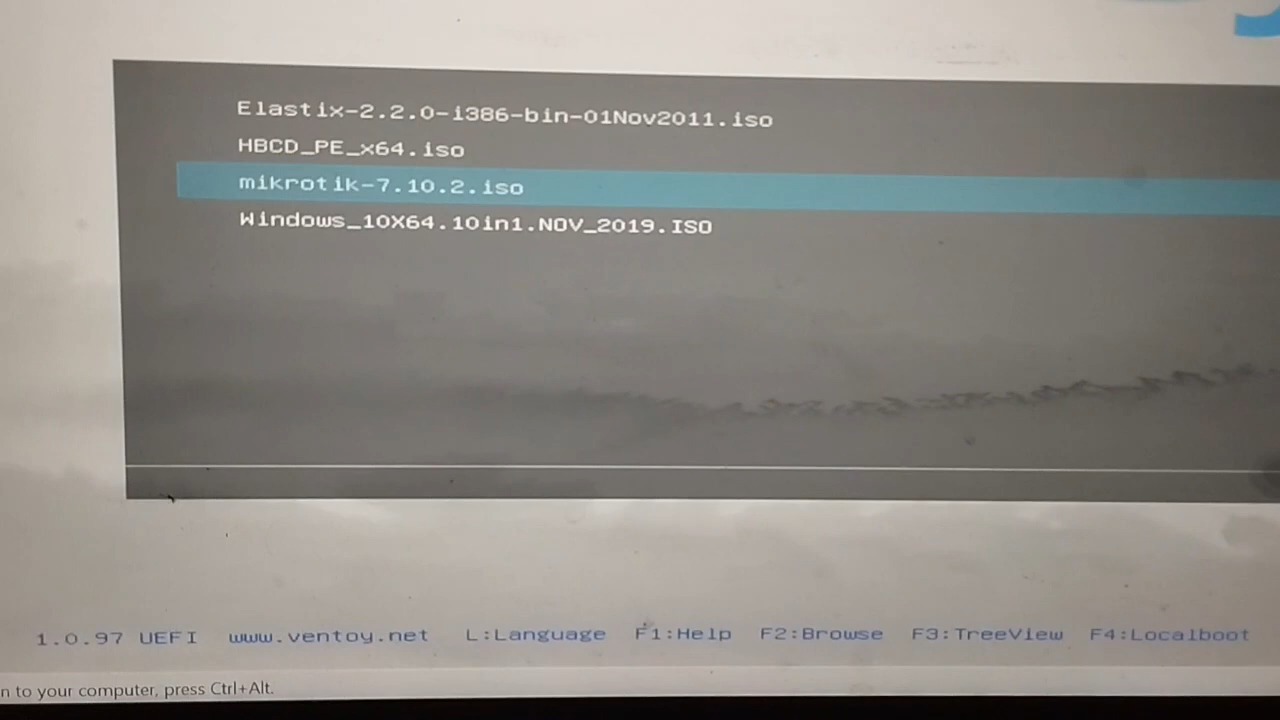 Elastix-2.2.0-i386-bin-01Nov2011.iso
HBCD_PE_x64.iso
mikrotik-7.10.2.iso
Windows_10X64.10in1.NOV_2019.ISO
1.0.97 UEFI www.ventoy.net L:Language F1:Help F2:Browse F3:TreeView F4:Localboot
n to your computer, press Ctrl+Alt.